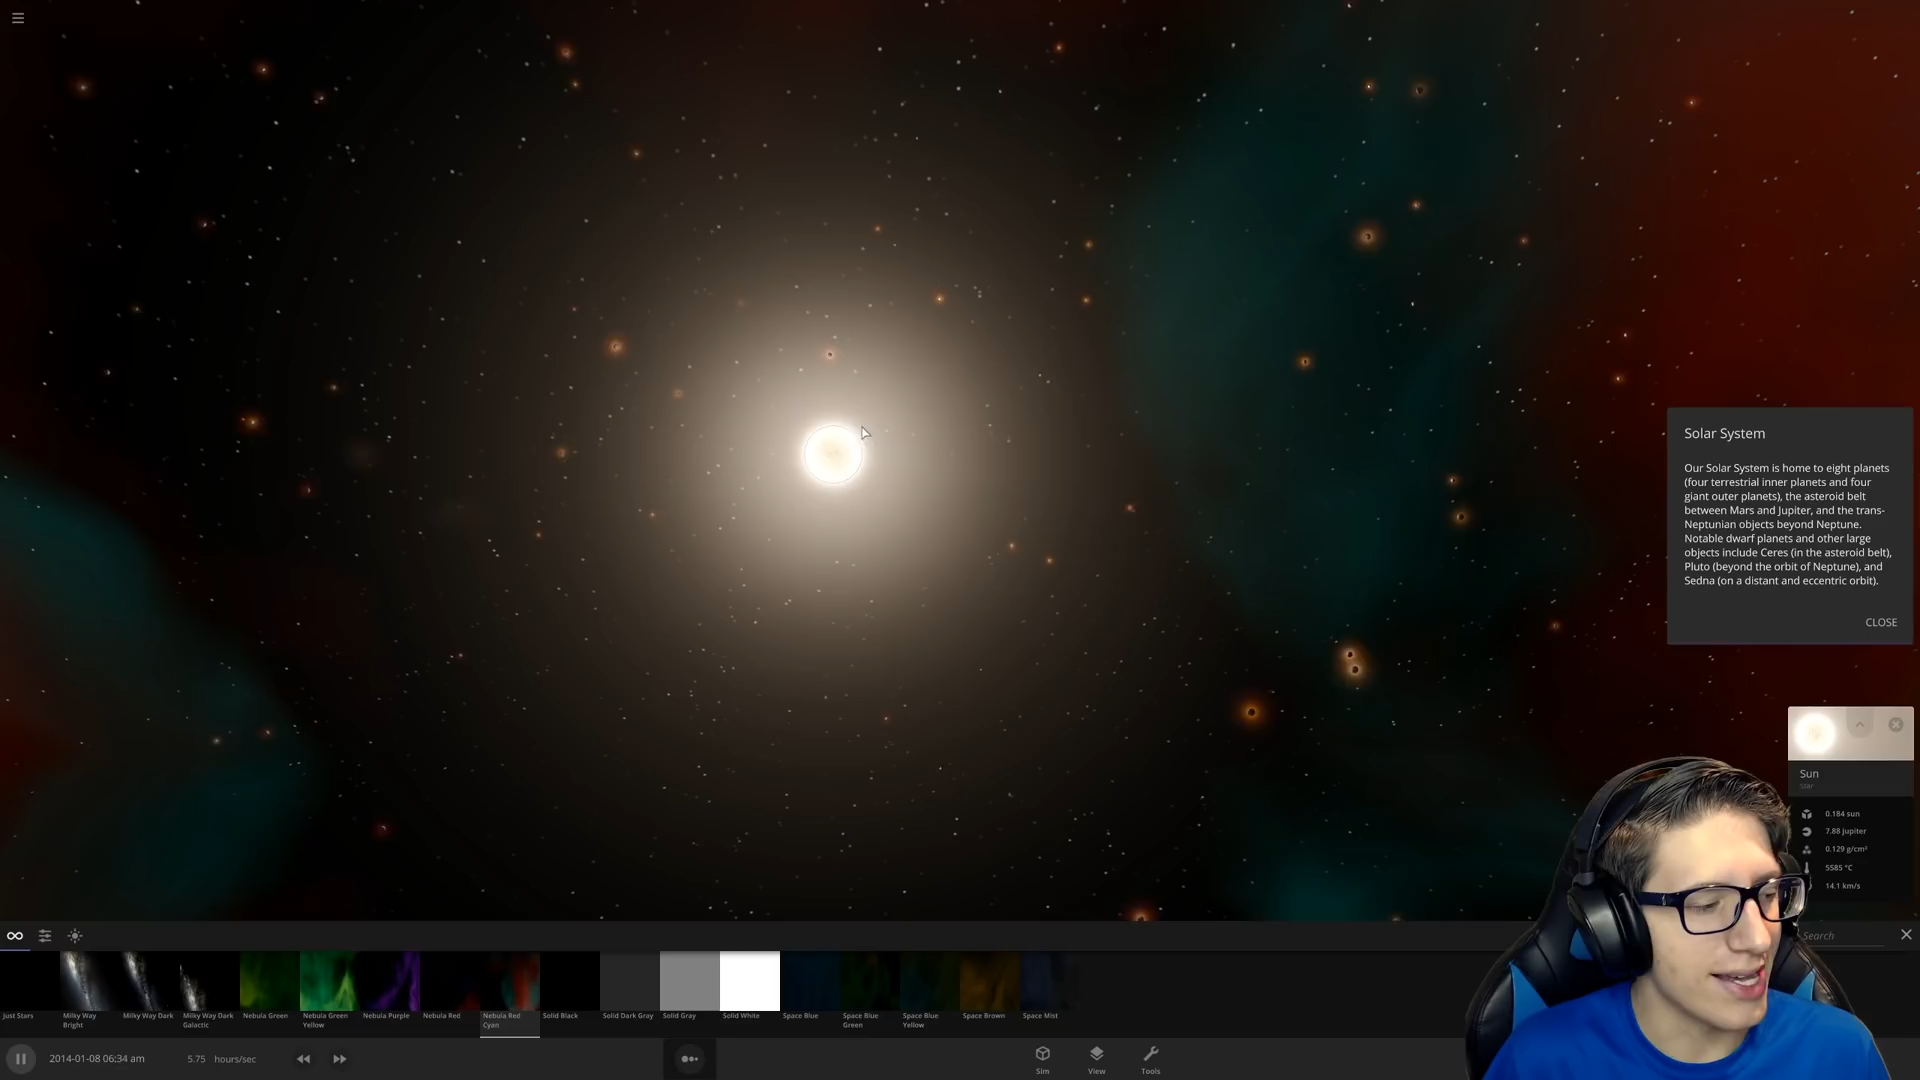 Solar System
Our Solar System is home to eight planets
(four terrestrial inner planets and four
giant outer planets), the asteroid belt
between Mars and Jupiter, and the trans-
Neptunian objects beyond Neptune.
Notable dwarf planets and other large
objects include Ceres (in the asteroid belt),
Pluto (beyond the orbit of Neptune), and
Sedna (on a distant and eccentric orbit).
CLOSE
Sun
Star
0.184 sun
7.88 jupiter
0.129 g/cm³
5585 °C
14.1 km/s
Search
Just Stars
Milky Way
Bright
Milky Way Dark
Milky Way Dark
Galactic
Nebula Green
Nebula Green
Yellow
Nebula Purple
Nebula Red
Nebula Red
Cyan
Solid Black
Solid Dark Gray
Solid Gray
Solid White
Space Blue
Space Blue
Green
Space Blue
Yellow
Space Brown
Space Mist
2014-01-08 06:34 am
5.75 hours/sec
Sim
View
Tools